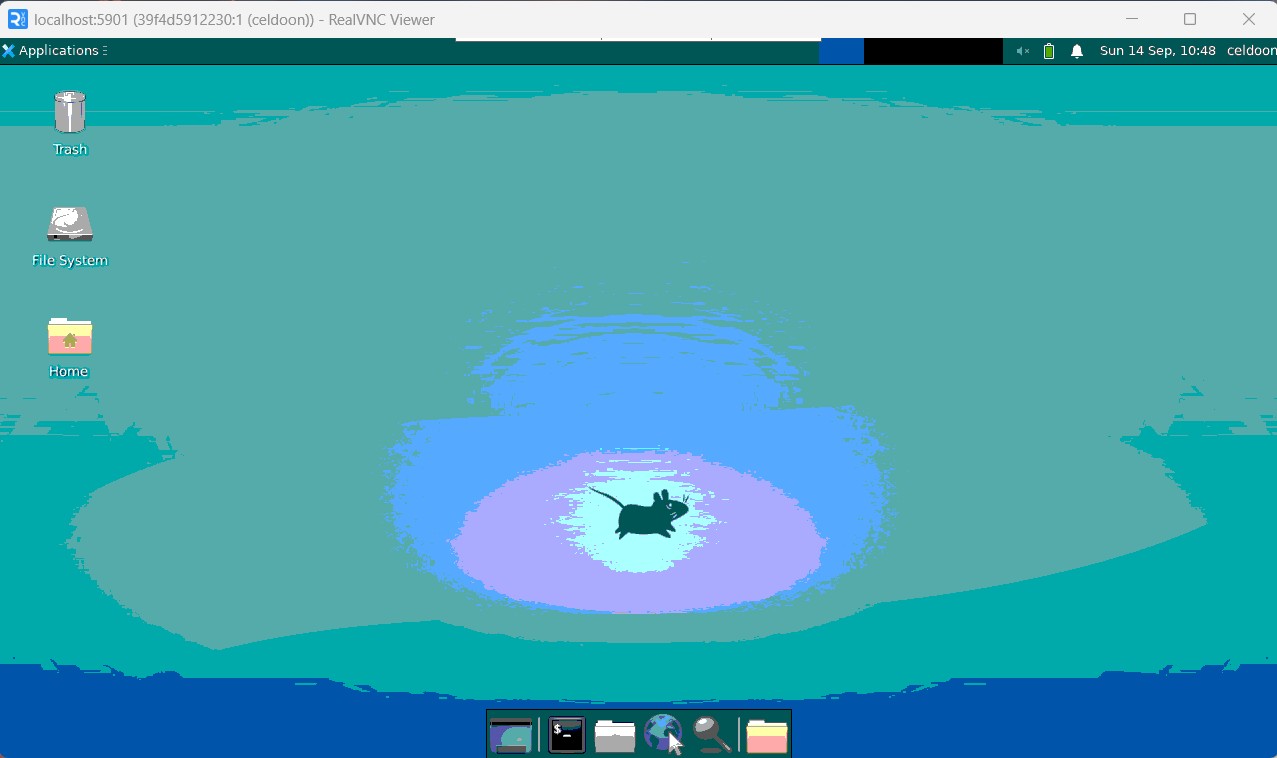 localhost:5901 (39f4d5912230:1 (celdoon)) - RealVNC Viewer
Applications
Sun 14 Sep, 10:48 celdoon
Trash
File System
Home
$